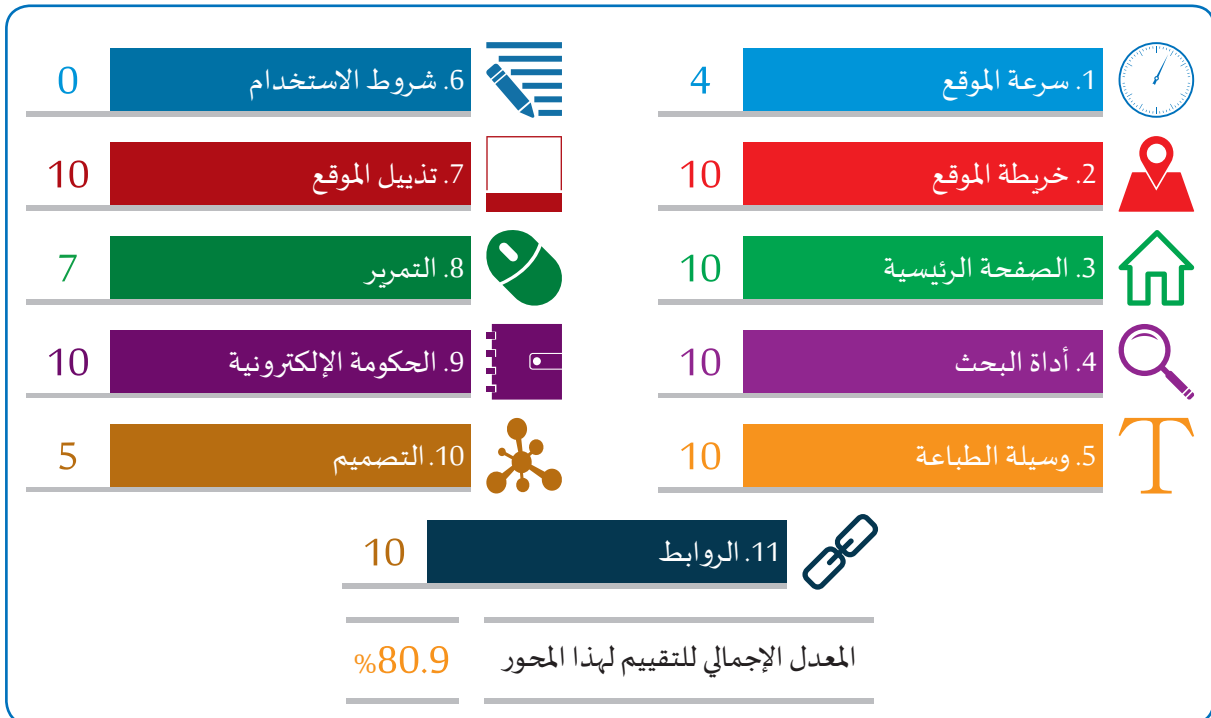 1. سرعة الموقع 4
2. خريطة الموقع 10
3. الصفحة الرئيسية 10
4. أداة البحث 10
5. وسيلة الطباعة 10
6. شروط الاستخدام 0
7. تذييل الموقع 10
8. التمرير 7
9. الحكومة الإلكترونية 10
10. التصميم 5
11. الروابط 10
المعدل الإجمالي للتقييم لهذا المحور %80.9